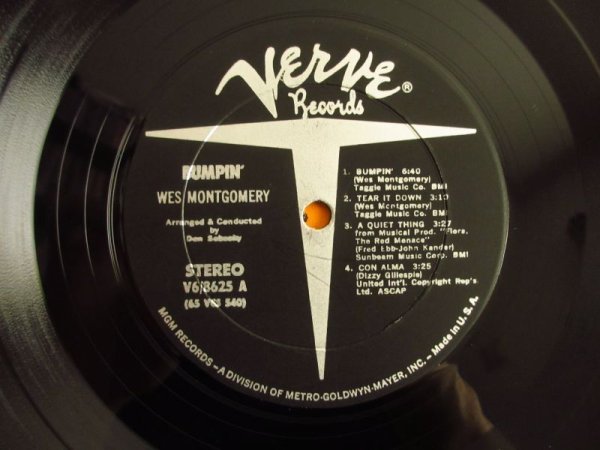 Verve®
Records
BUMPIN'
WES MONTGOMERY
Arranged & Conducted
by
Don Sebesky
STEREO
V6/8625 A
(65 VRS 540)
1. BUMPIN' 6:40
(Wes Montgomery)
Taggie Music Co. BMI
2. TEAR IT DOWN 3:10
(Wes Montgomery)
Taggie Music Co. BMI
3. A QUIET THING 3:27
from Musical Prod. "Flora,
The Red Menace"
(Fred Ebb-John Kander)
Sunbeam Music Corp. BMI
4. CON ALMA 3:25
(Dizzy Gillespie)
United Int'l. Copyright Rep's
Ltd. ASCAP
MGM RECORDS – A DIVISION OF METRO-GOLDWYN-MAYER, INC. – Made in U.S.A.